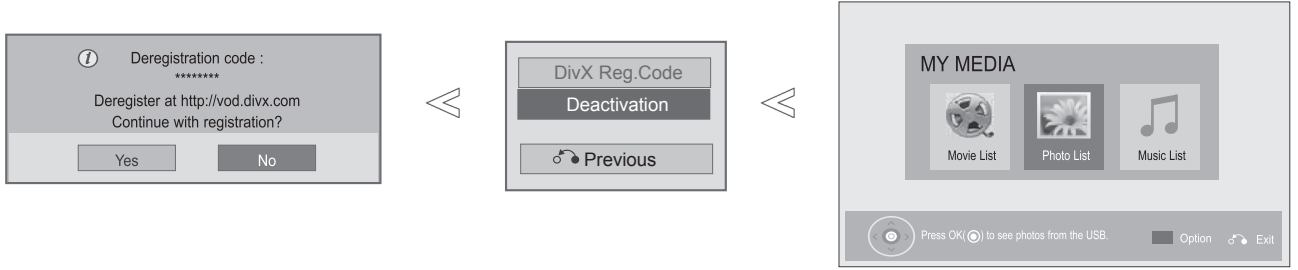 Deregistration code :
********
Deregister at http://vod.divx.com
Continue with registration?
Yes
No
DivX Reg.Code
Deactivation
Previous
MY MEDIA
Movie List
Photo List
Music List
Press OK(◉) to see photos from the USB.
Option
Exit